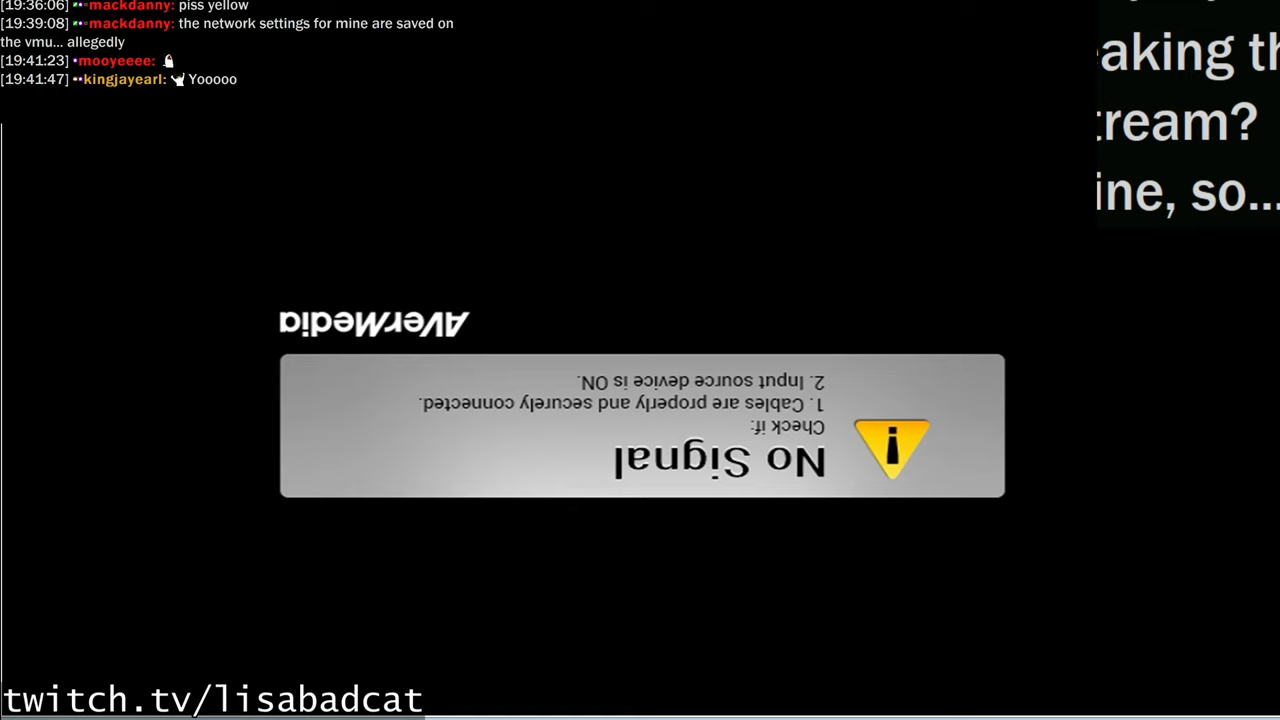 [19:36:06] mackdanny: piss yellow
[19:39:08] mackdanny: the network settings for mine are saved on
the vmu... allegedly
[19:41:23] mooyeeee:
[19:41:47] kingjayearl: Yooooo
aking th
tream?
ine, so...
AVerMedia
No Signal
Check if:
1. Cables are properly and securely connected.
2. Input source device is ON.
twitch.tv/lisabadcat